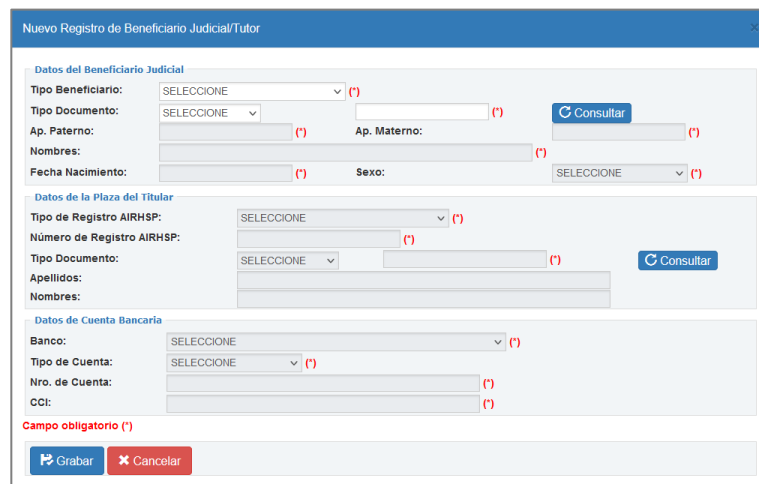 Nuevo Registro de Beneficiario Judicial/Tutor ×
Datos del Beneficiario Judicial
Tipo Beneficiario: SELECCIONE (*)
Tipo Documento: SELECCIONE (*) Consultar
Ap. Paterno: (*) Ap. Materno: (*)
Nombres: (*)
Fecha Nacimiento: (*) Sexo: SELECCIONE (*)
Datos de la Plaza del Titular
Tipo de Registro AIRHSP: SELECCIONE (*)
Número de Registro AIRHSP: (*)
Tipo Documento: SELECCIONE (*) Consultar
Apellidos:
Nombres:
Datos de Cuenta Bancaria
Banco: SELECCIONE (*)
Tipo de Cuenta: SELECCIONE (*)
Nro. de Cuenta: (*)
CCI: (*)
Campo obligatorio (*)
Grabar Cancelar